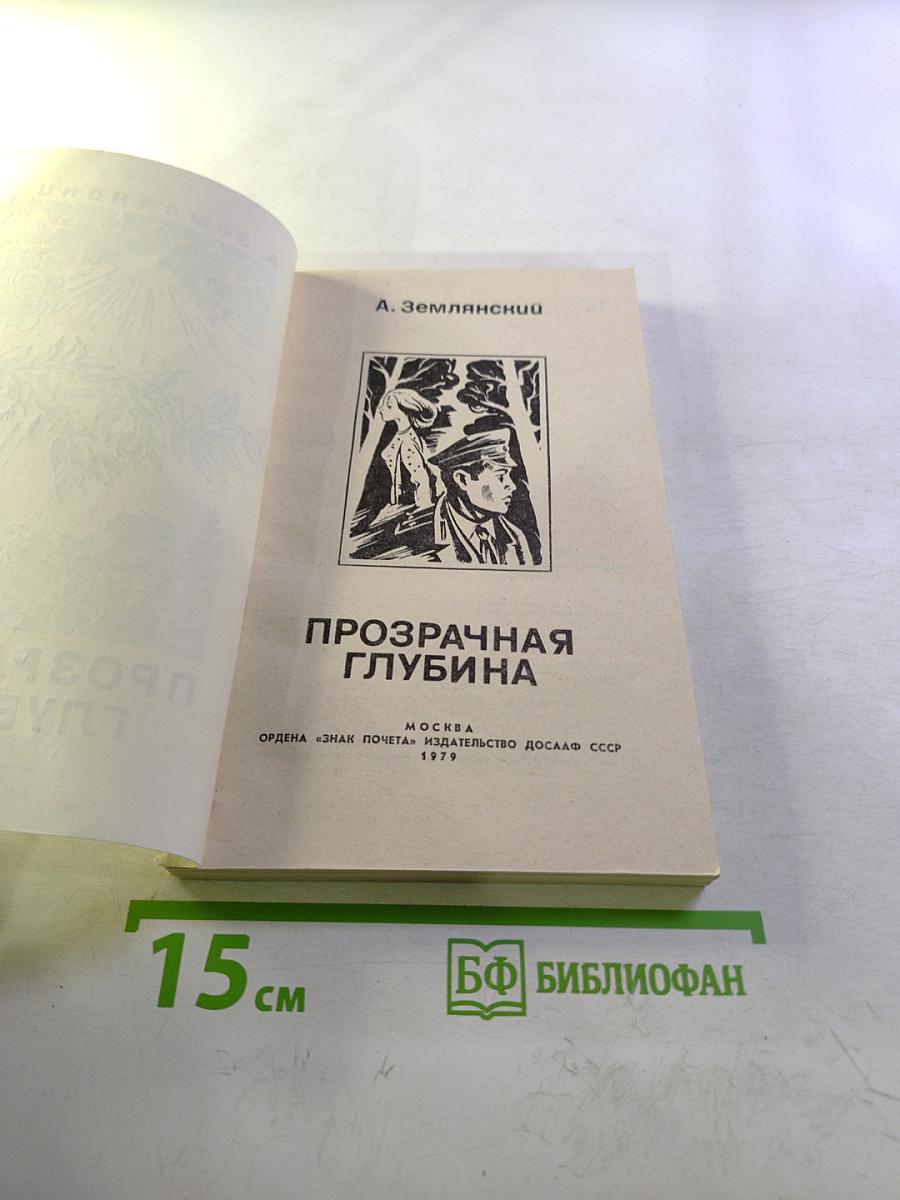 А. Землянский
ПРОЗРАЧНАЯ
ГЛУБИНА
МОСКВА
ОРДЕНА «ЗНАК ПОЧЕТА» ИЗДАТЕЛЬСТВО ДОСААФ СССР
1979
15 см
БФ БИБЛИОФАН